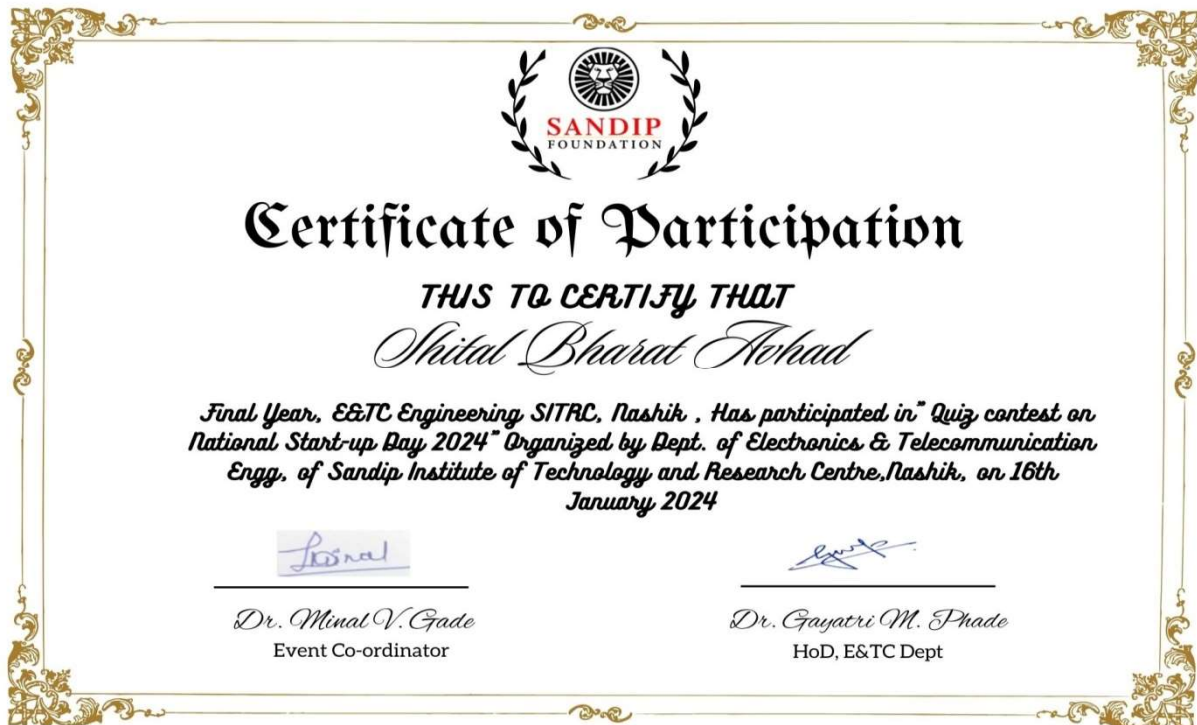 SANDIP
FOUNDATION
Certificate of Participation
THIS TO CERTIFY THAT
Shital Bharat Avhad
Final Year, E&TC Engineering SITRC, Nashik , Has participated in" Quiz contest on
National Start-up Day 2024" Organized by Dept. of Electronics & Telecommunication
Engg, of Sandip Institute of Technology and Research Centre,Nashik, on 16th
January 2024
Dr. Minal V. Gade
Event Co-ordinator
Dr. Gayatri M. Phade
HoD, E&TC Dept